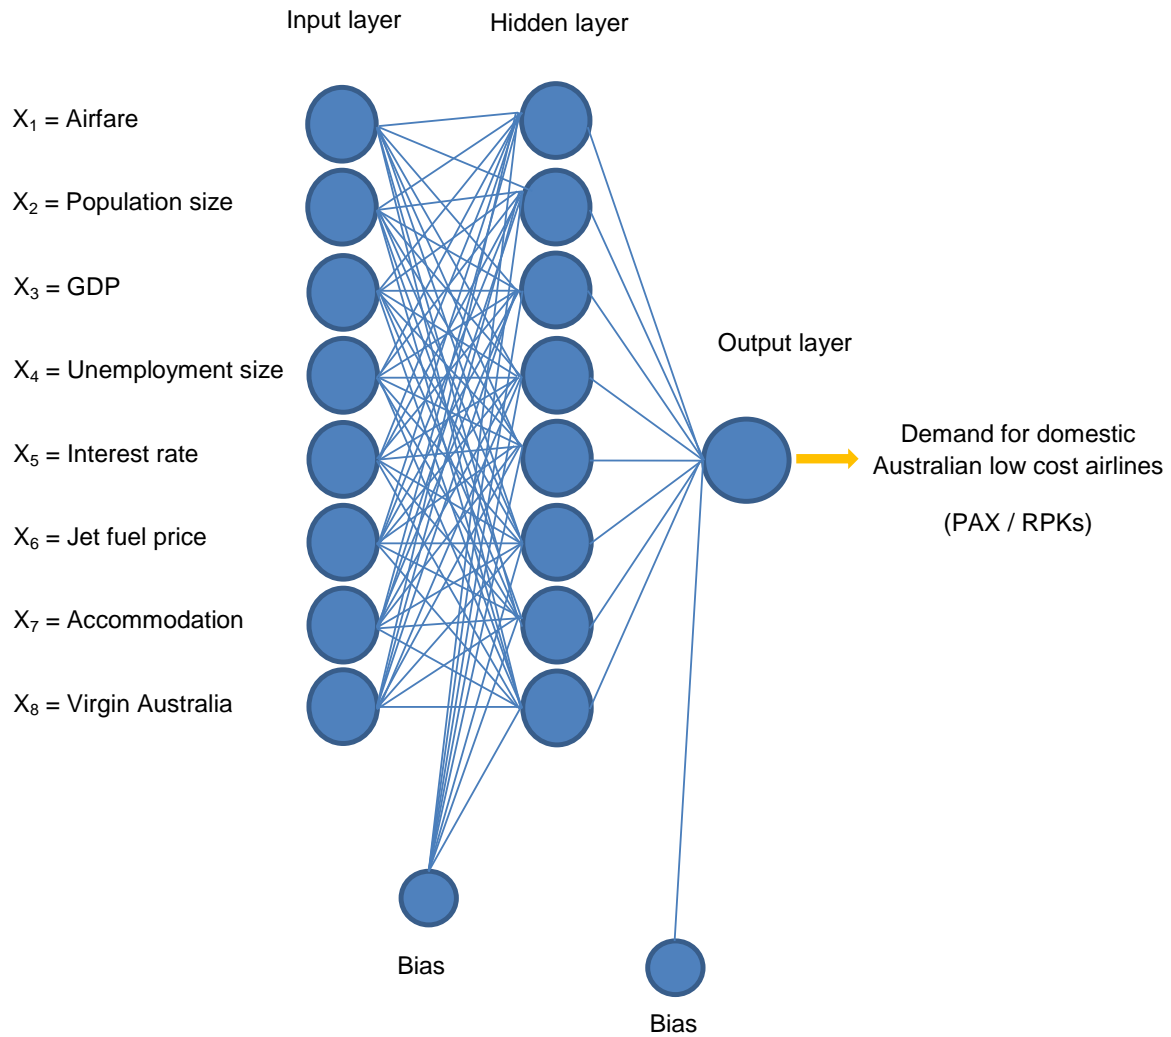 Input layer
Hidden layer
X₁ = Airfare
X₂ = Population size
X₃ = GDP
X₄ = Unemployment size
X₅ = Interest rate
X₆ = Jet fuel price
X₇ = Accommodation
X₈ = Virgin Australia
Output layer
Demand for domestic
Australian low cost airlines
(PAX / RPKs)
Bias
Bias